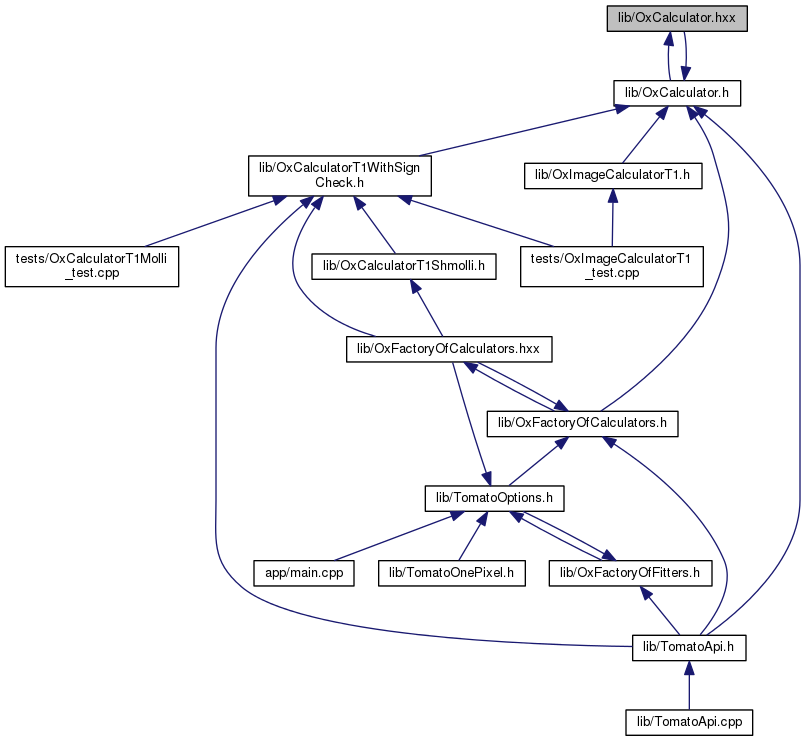 lib/OxCalculator.hxx
lib/OxCalculator.h
lib/OxCalculatorT1WithSign
Check.h
lib/OxImageCalculatorT1.h
tests/OxCalculatorT1Molli
_test.cpp
lib/OxCalculatorT1Shmolli.h
tests/OxImageCalculatorT1
_test.cpp
lib/OxFactoryOfCalculators.hxx
lib/OxFactoryOfCalculators.h
lib/TomatoOptions.h
app/main.cpp
lib/TomatoOnePixel.h
lib/OxFactoryOfFitters.h
lib/TomatoApi.h
lib/TomatoApi.cpp